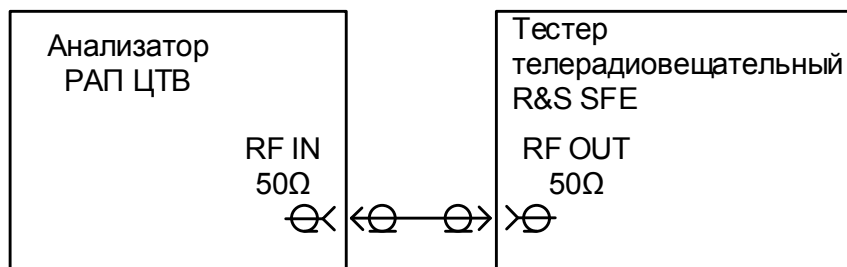 Анализатор
РАП ЦТВ
RF IN
50Ω
Тестер
телерадиовещательный
R&S SFE
RF OUT
50Ω